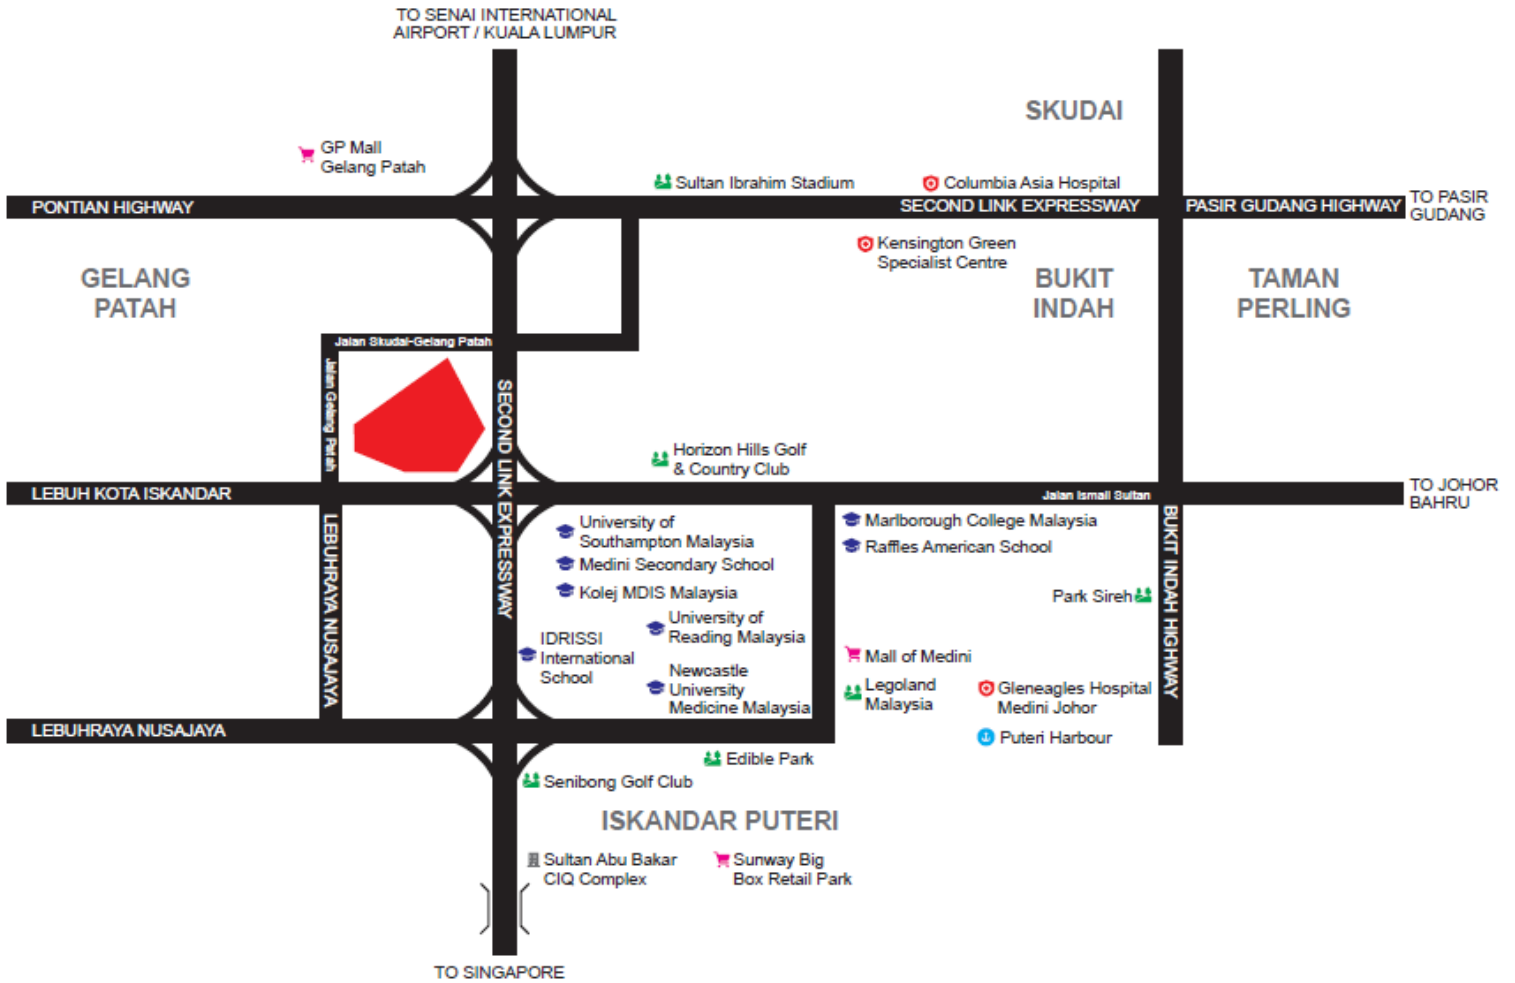 TO SENAI INTERNATIONAL
AIRPORT / KUALA LUMPUR
SKUDAI
GP Mall
Gelang Patah
Sultan Ibrahim Stadium
Columbia Asia Hospital
PONTIAN HIGHWAY
SECOND LINK EXPRESSWAY
PASIR GUDANG HIGHWAY
TO PASIR
GUDANG
Kensington Green
Specialist Centre
GELANG
PATAH
BUKIT
INDAH
TAMAN
PERLING
Jalan Skudai-Gelang Patah
Jalan Gelang Patah
SECOND LINK EXPRESSWAY
Horizon Hills Golf
& Country Club
LEBUH KOTA ISKANDAR
Jalan Ismail Sultan
TO JOHOR
BAHRU
LEBUHRAYA NUSAJAYA
University of
Southampton Malaysia
Medini Secondary School
Kolej MDIS Malaysia
University of
Reading Malaysia
IDRISSI
International
School
Newcastle
University
Medicine Malaysia
Marlborough College Malaysia
Raffles American School
BUKIT INDAH HIGHWAY
Park Sireh
Mall of Medini
Legoland
Malaysia
Gleneagles Hospital
Medini Johor
Puteri Harbour
LEBUHRAYA NUSAJAYA
Edible Park
Senibong Golf Club
ISKANDAR PUTERI
Sultan Abu Bakar
CIQ Complex
Sunway Big
Box Retail Park
TO SINGAPORE